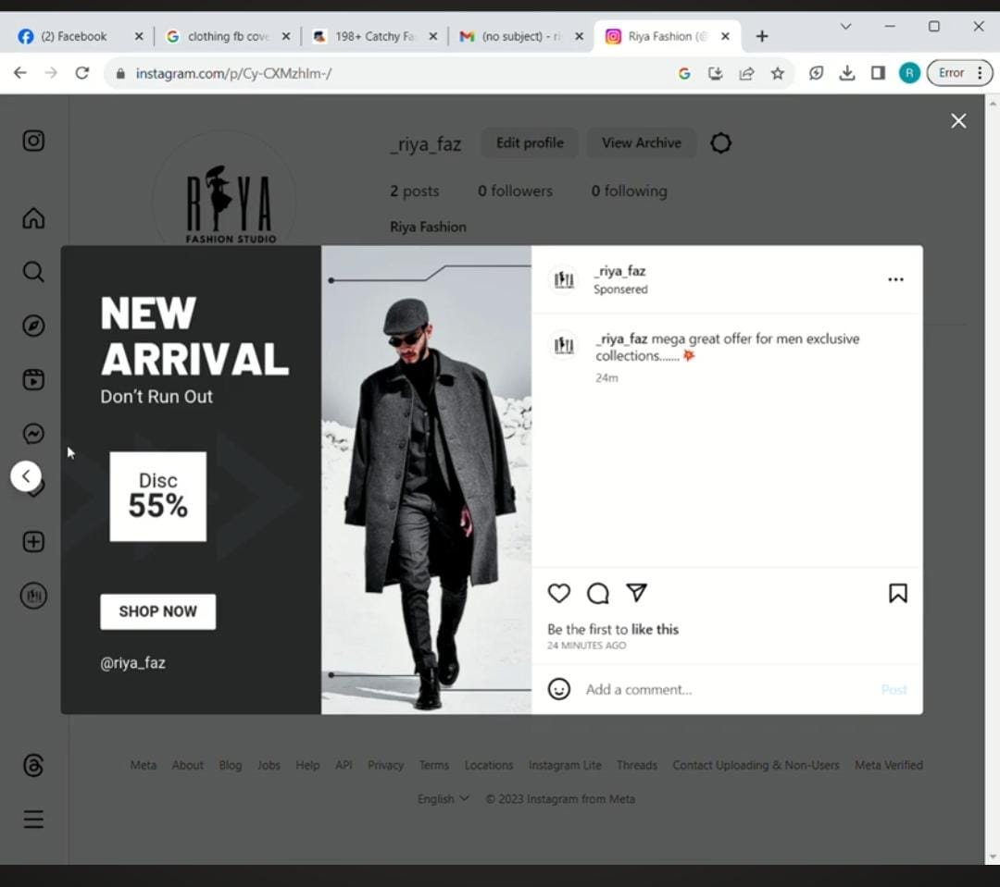 (2) Facebook
clothing fb cove
198+ Catchy Fa
(no subject) - ri
Riya Fashion (@
instagram.com/p/Cy-CXMzhIm-/
R
Error
_riya_faz
Edit profile
View Archive
2 posts
0 followers
0 following
Riya Fashion
RIYA
FASHION STUDIO
NEW
ARRIVAL
Don't Run Out
Disc
55%
SHOP NOW
@riya_faz
_riya_faz
Sponsered
_riya_faz mega great offer for men exclusive
collections.......
24m
Be the first to like this
24 MINUTES AGO
Add a comment...
Post
Meta About Blog Jobs Help API Privacy Terms Locations Instagram Lite Threads Contact Uploading & Non-Users Meta Verified
English © 2023 Instagram from Meta